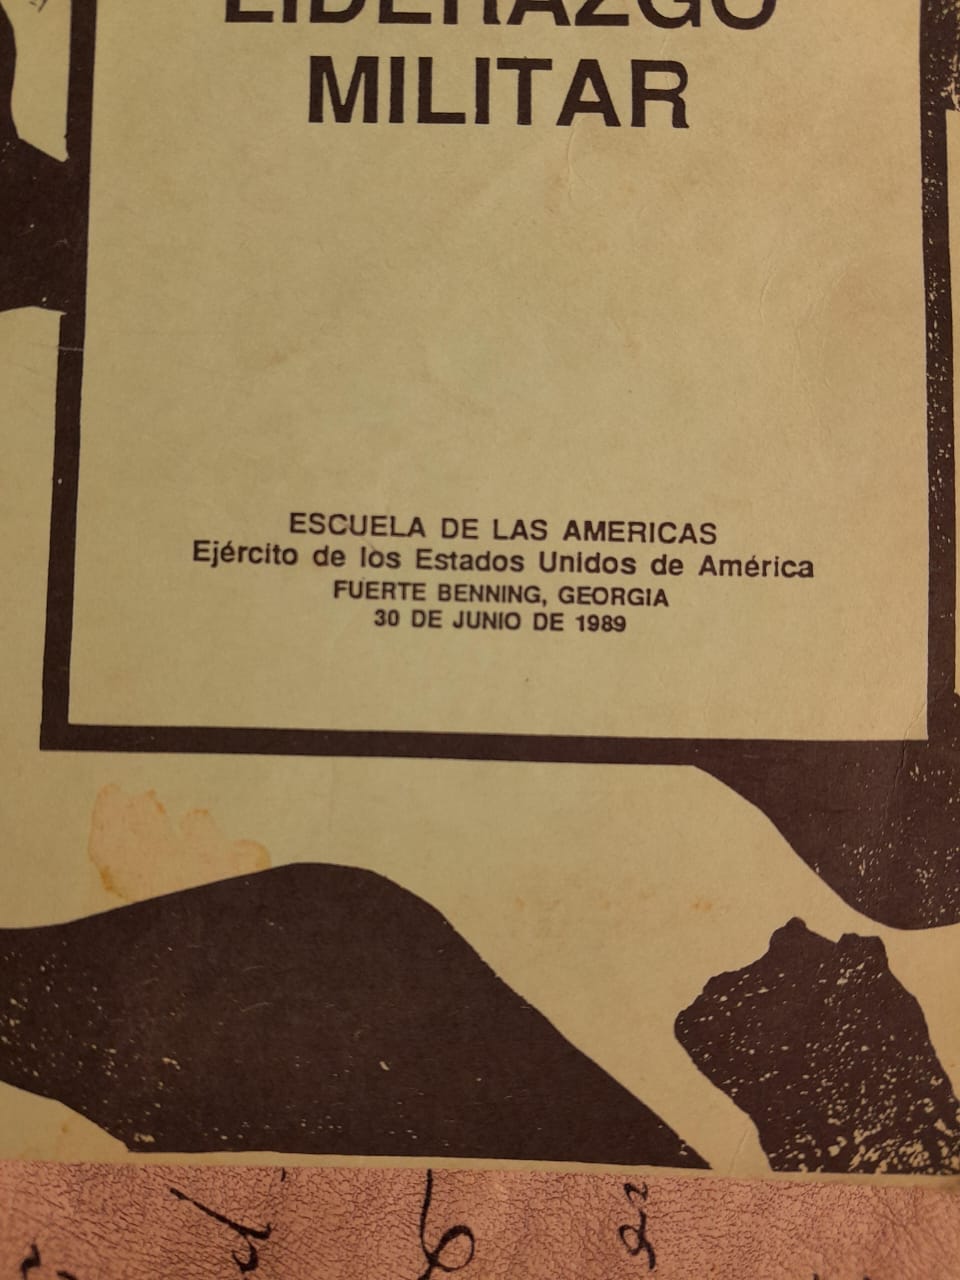 LIDERAZGO
MILITAR
ESCUELA DE LAS AMERICAS
Ejército de los Estados Unidos de América
FUERTE BENNING, GEORGIA
30 DE JUNIO DE 1989